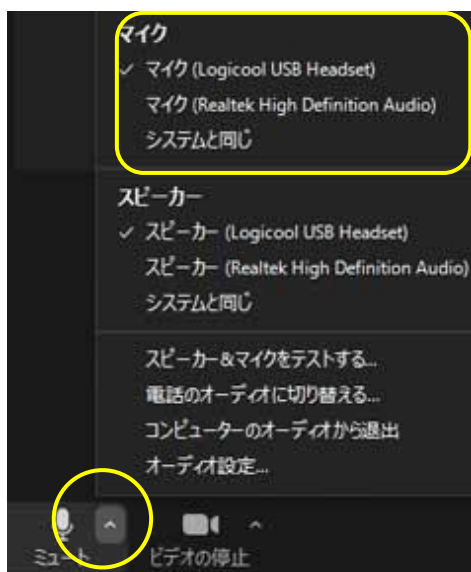 マイク
✓ マイク (Logicool USB Headset)
マイク (Realtek High Definition Audio)
システムと同じ
スピーカー
✓ スピーカー (Logicool USB Headset)
スピーカー (Realtek High Definition Audio)
システムと同じ
スピーカー&マイクをテストする...
電話のオーディオに切り替える...
コンピューターのオーディオから退出
オーディオ設定...
ミュート ビデオの停止